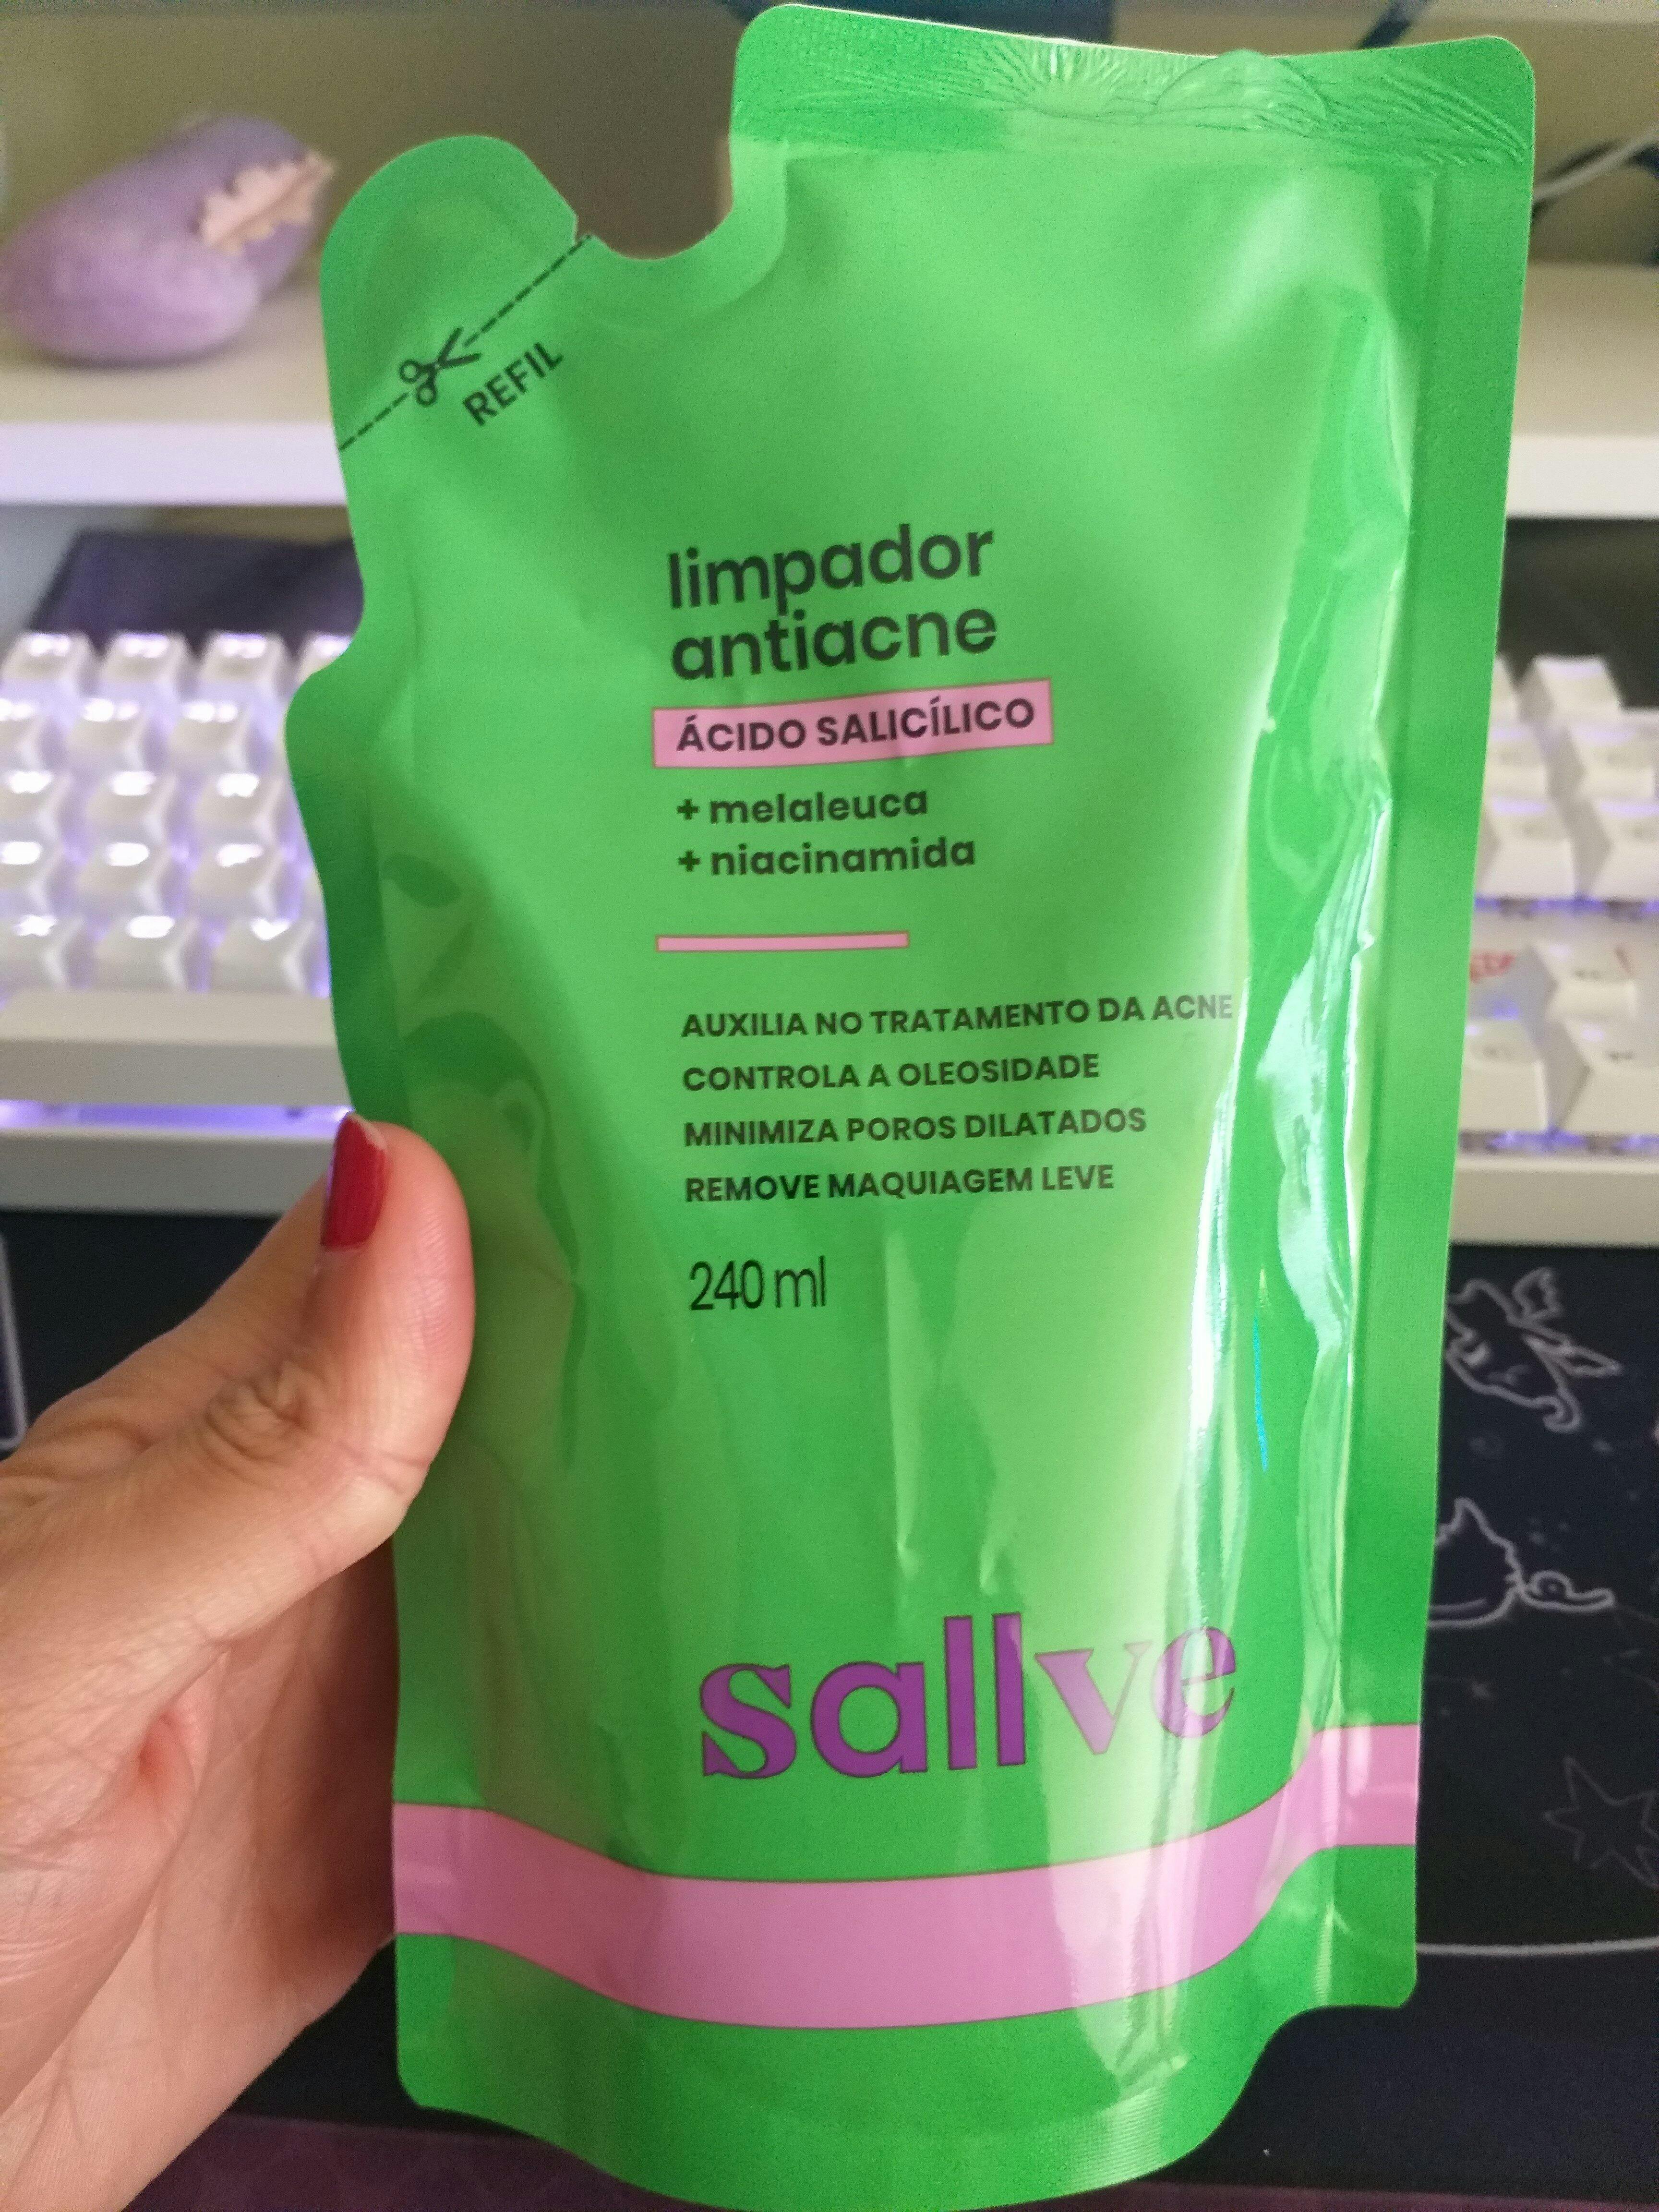 REFIL
limpador
antiacne
ÁCIDO SALICÍLICO
+ melaleuca
+ niacinamida
AUXILIA NO TRATAMENTO DA ACNE
CONTROLA A OLEOSIDADE
MINIMIZA POROS DILATADOS
REMOVE MAQUIAGEM LEVE
240 ml
sallve